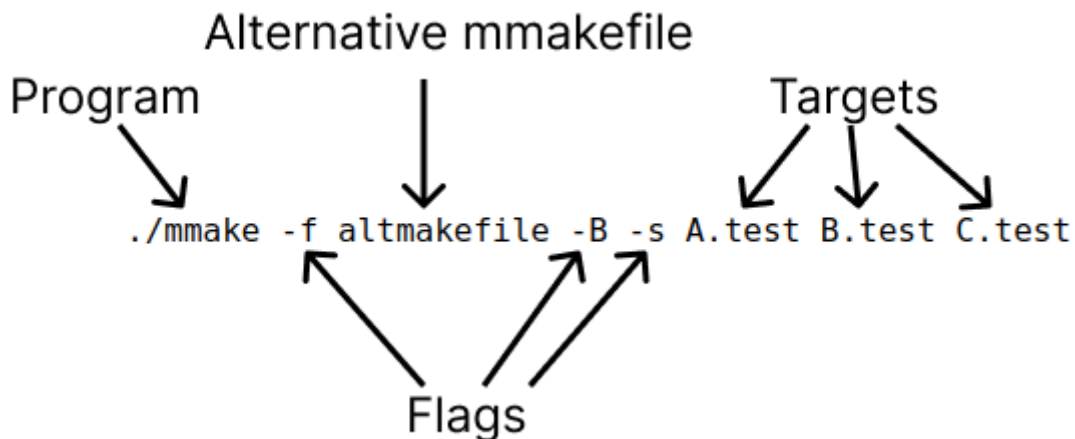 Alternative mmakefile
Program
Targets
./mmake -f altmakefile -B -s A.test B.test C.test
Flags